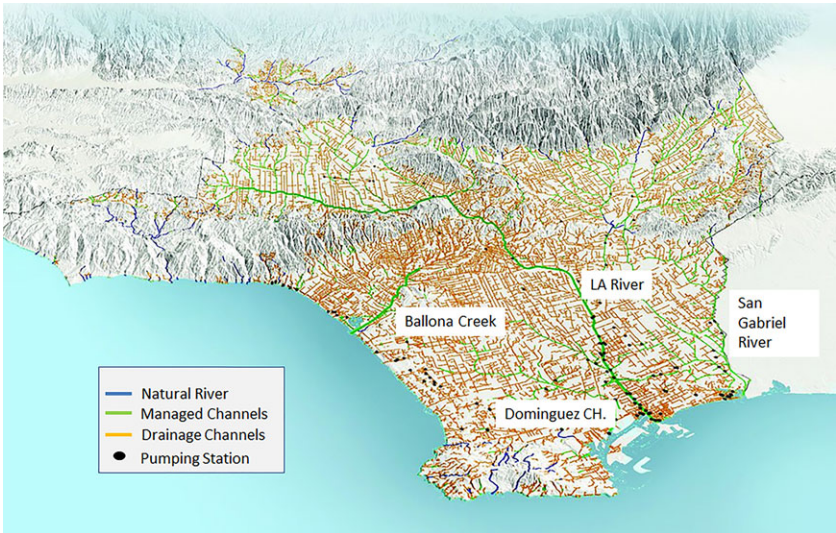 LA River
San
Gabriel
River
Ballona Creek
Natural River
Managed Channels
Drainage Channels
Pumping Station
Dominguez CH.